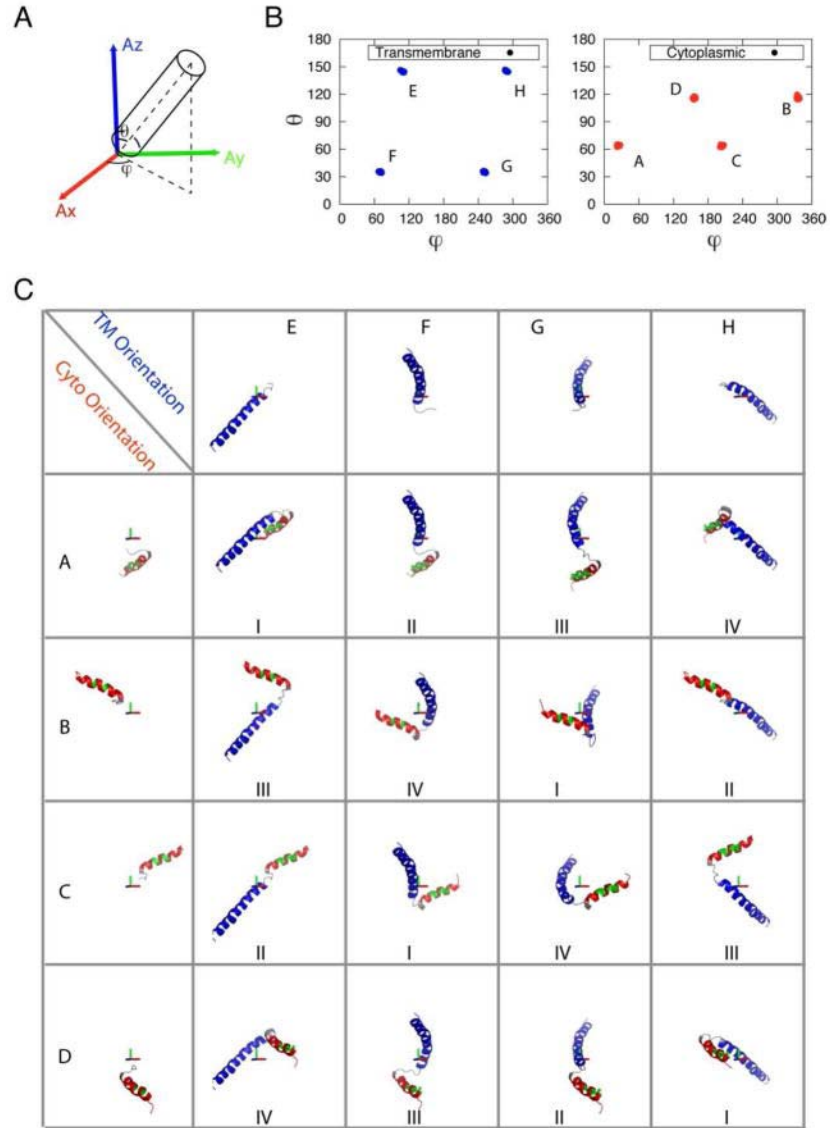 A
Az
θ
φ
Ay
Ax
B
180
150
120
90
60
30
0
θ
Transmembrane
E
H
F
G
0 60 120 180 240 300 360
φ
180
150
120
90
60
30
0
Cytoplasmic
D
B
A
C
0 60 120 180 240 300 360
φ
C
TM Orientation
Cyto Orientation
E F G H
A
I II III IV
B
III IV I II
C
II I IV III
D
IV III II I